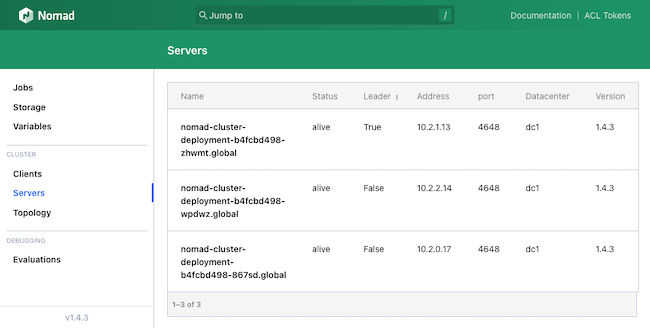 Nomad
Jump to /
Documentation | ACL Tokens
Servers
Jobs
Storage
Variables
CLUSTER
Clients
Servers
Topology
DEBUGGING
Evaluations
v1.4.3
Name Status Leader Address port Datacenter Version
nomad-cluster- alive True 10.2.1.13 4648 dc1 1.4.3
deployment-b4fcbd498-
zhwmt.global
nomad-cluster- alive False 10.2.2.14 4648 dc1 1.4.3
deployment-b4fcbd498-
wpdwz.global
nomad-cluster- alive False 10.2.0.17 4648 dc1 1.4.3
deployment-
b4fcbd498-867sd.global
1–3 of 3